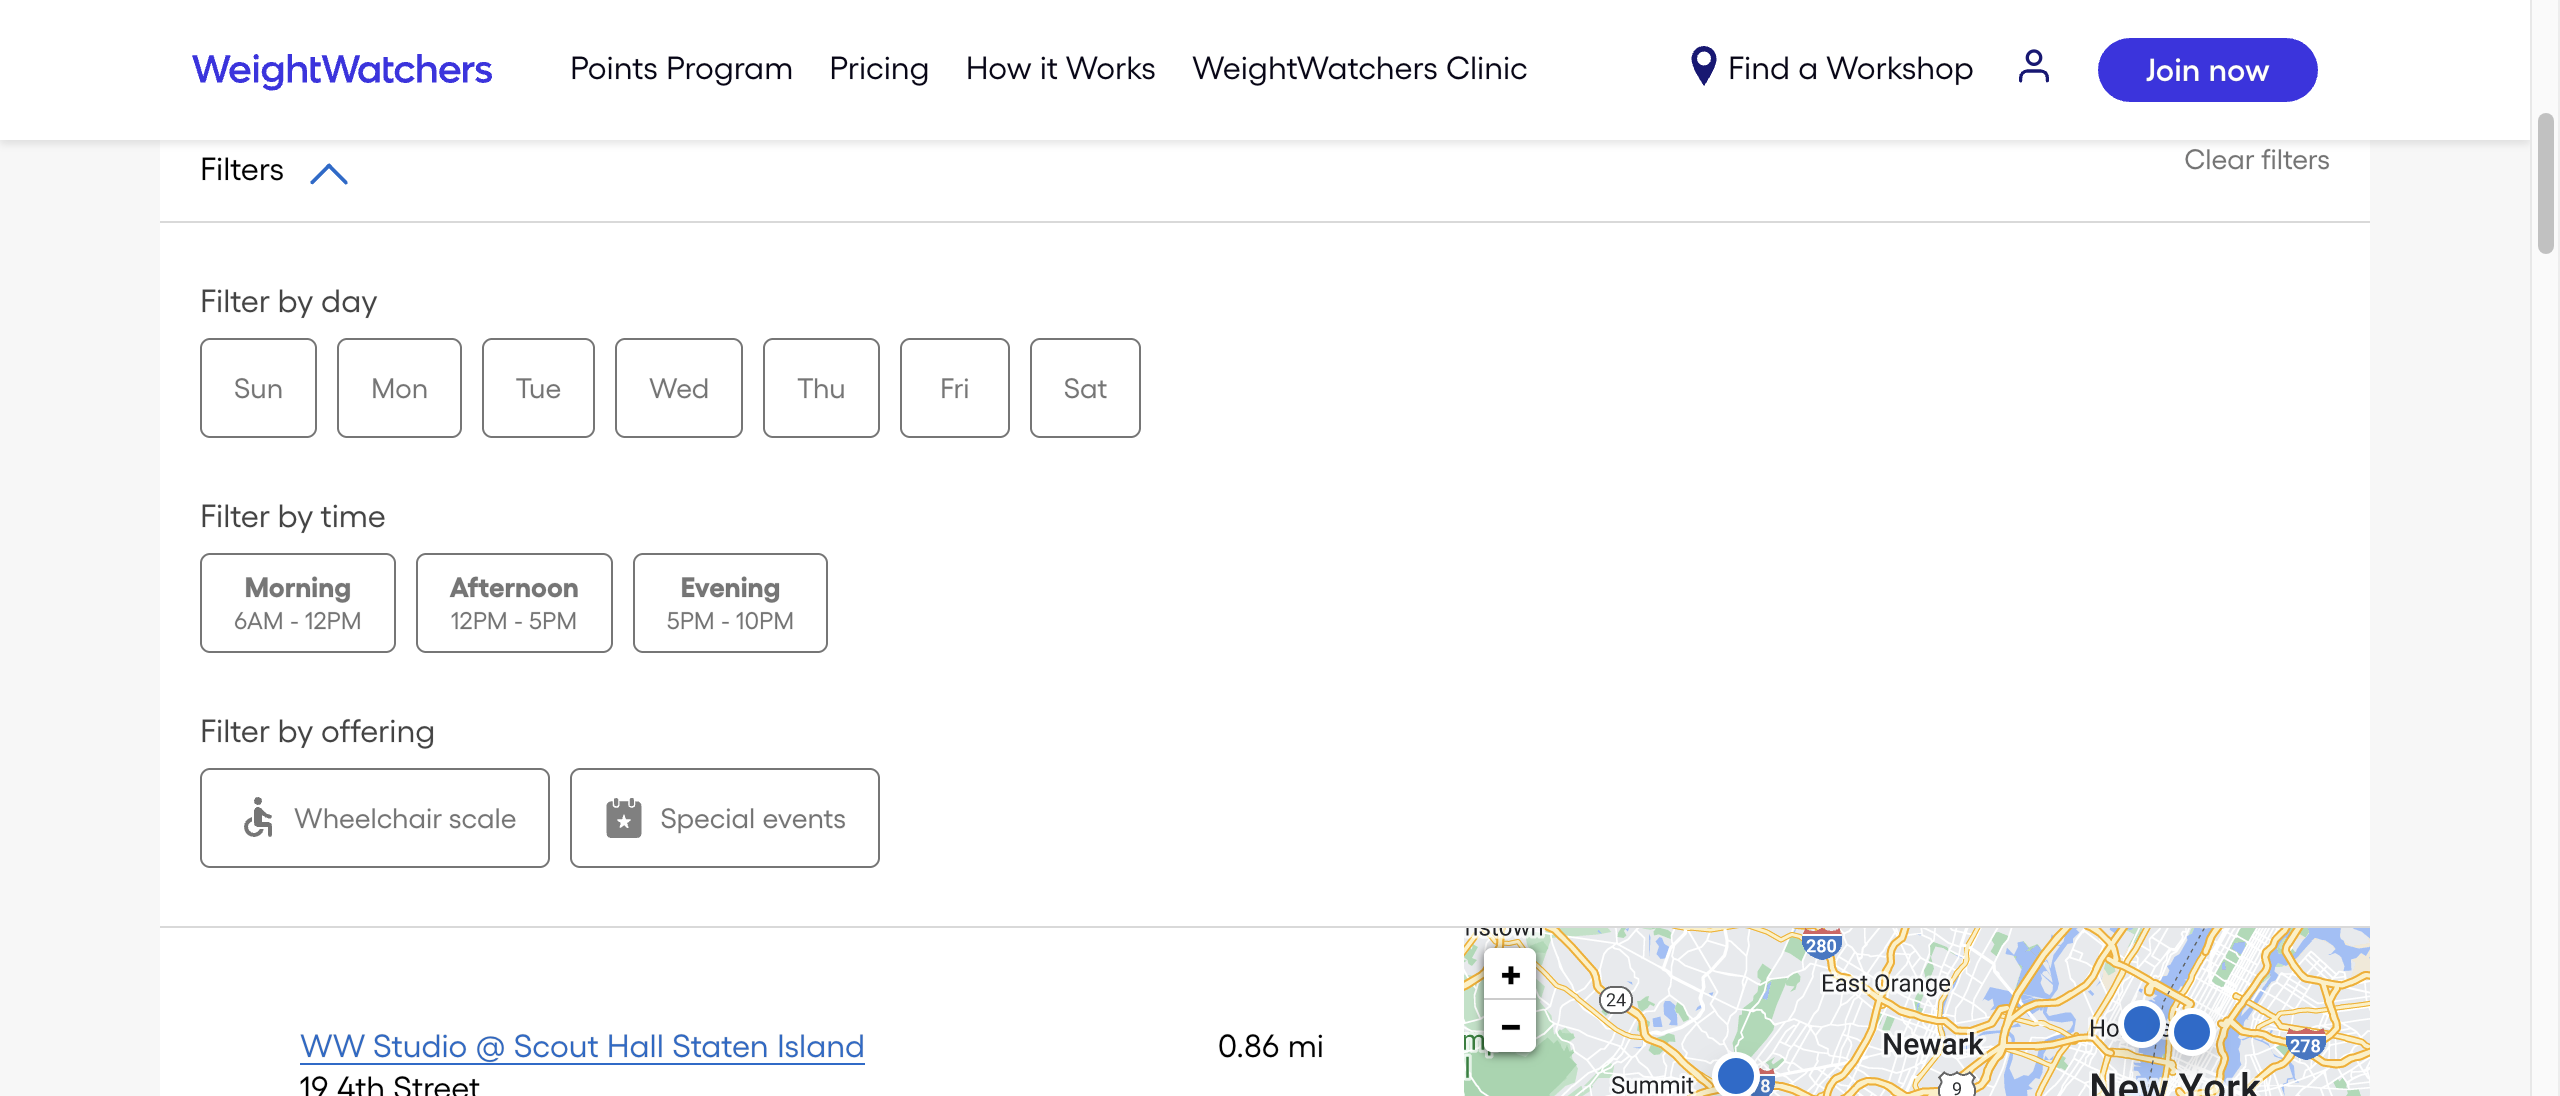 WeightWatchers
Points Program
Pricing
How it Works
WeightWatchers Clinic
Find a Workshop
Join now
Filters
Clear filters
Filter by day
Sun
Mon
Tue
Wed
Thu
Fri
Sat
Filter by time
Morning
6AM - 12PM
Afternoon
12PM - 5PM
Evening
5PM - 10PM
Filter by offering
Wheelchair scale
Special events
WW Studio @ Scout Hall Staten Island
0.86 mi
19 4th Street
+
−
280
24
East Orange
Newark
Summit
9
278
New York